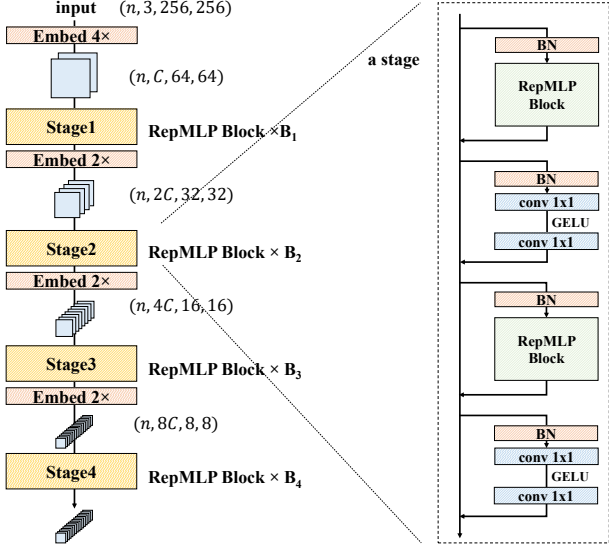 input (n, 3, 256, 256)
Embed 4×
(n, C, 64, 64)
Stage1
RepMLP Block ×B₁
Embed 2×
(n, 2C, 32, 32)
Stage2
RepMLP Block × B₂
Embed 2×
(n, 4C, 16, 16)
Stage3
RepMLP Block × B₃
Embed 2×
(n, 8C, 8, 8)
Stage4
RepMLP Block × B₄
a stage
BN
RepMLP
Block
BN
conv 1x1
GELU
conv 1x1
BN
RepMLP
Block
BN
conv 1x1
GELU
conv 1x1